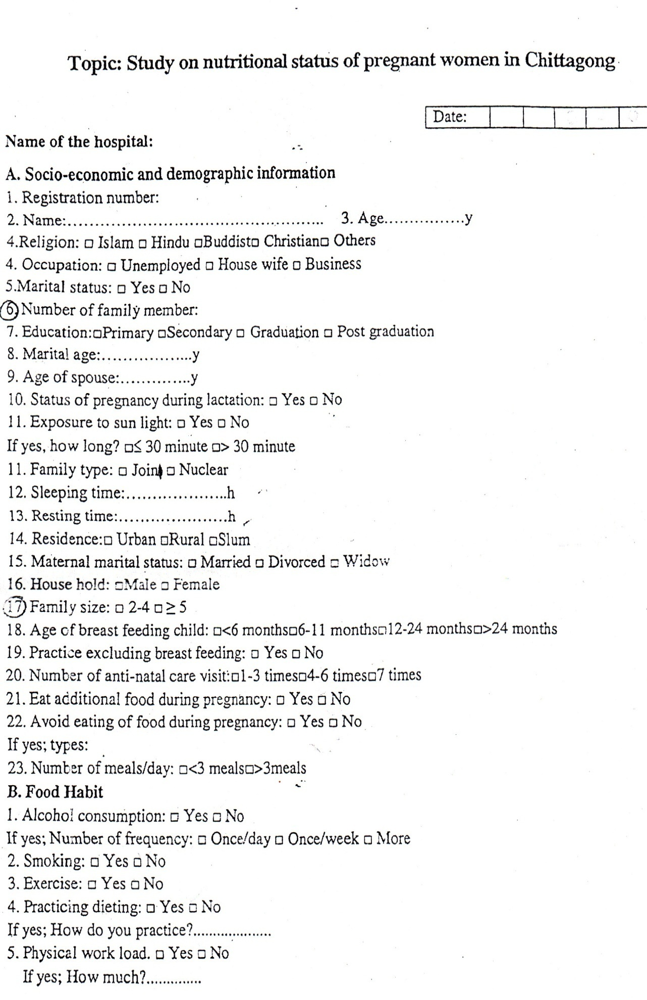 Topic: Study on nutritional status of pregnant women in Chittagong
Date:
Name of the hospital:
A. Socio-economic and demographic information
1. Registration number:
2. Name:................................................ 3. Age................y
4.Religion: □ Islam □ Hindu □Buddist□ Christian□ Others
4. Occupation: □ Unemployed □ House wife □ Business
5.Marital status: □ Yes □ No
6) Number of family member:
7. Education:□Primary □Secondary □ Graduation □ Post graduation
8. Marital age:...................y
9. Age of spouse:..............y
10. Status of pregnancy during lactation: □ Yes □ No
11. Exposure to sun light: □ Yes □ No
If yes, how long? □≤ 30 minute □> 30 minute
11. Family type: □ Joint □ Nuclear
12. Sleeping time:.....................h
13. Resting time:......................h
14. Residence:□ Urban □Rural □Slum
15. Maternal marital status: □ Married □ Divorced □ Widow
16. House hold: □Male □ Female
17) Family size: □ 2-4 □ ≥ 5
18. Age of breast feeding child: □<6 months□6-11 months□12-24 months□>24 months
19. Practice excluding breast feeding: □ Yes □ No
20. Number of anti-natal care visit:□1-3 times□4-6 times□7 times
21. Eat additional food during pregnancy: □ Yes □ No
22. Avoid eating of food during pregnancy: □ Yes □ No
If yes; types:
23. Number of meals/day: □<3 meals□>3meals
B. Food Habit
1. Alcohol consumption: □ Yes □ No
If yes; Number of frequency: □ Once/day □ Once/week □ More
2. Smoking: □ Yes □ No
3. Exercise: □ Yes □ No
4. Practicing dieting: □ Yes □ No
If yes; How do you practice?....................
5. Physical work load. □ Yes □ No
If yes; How much?..............